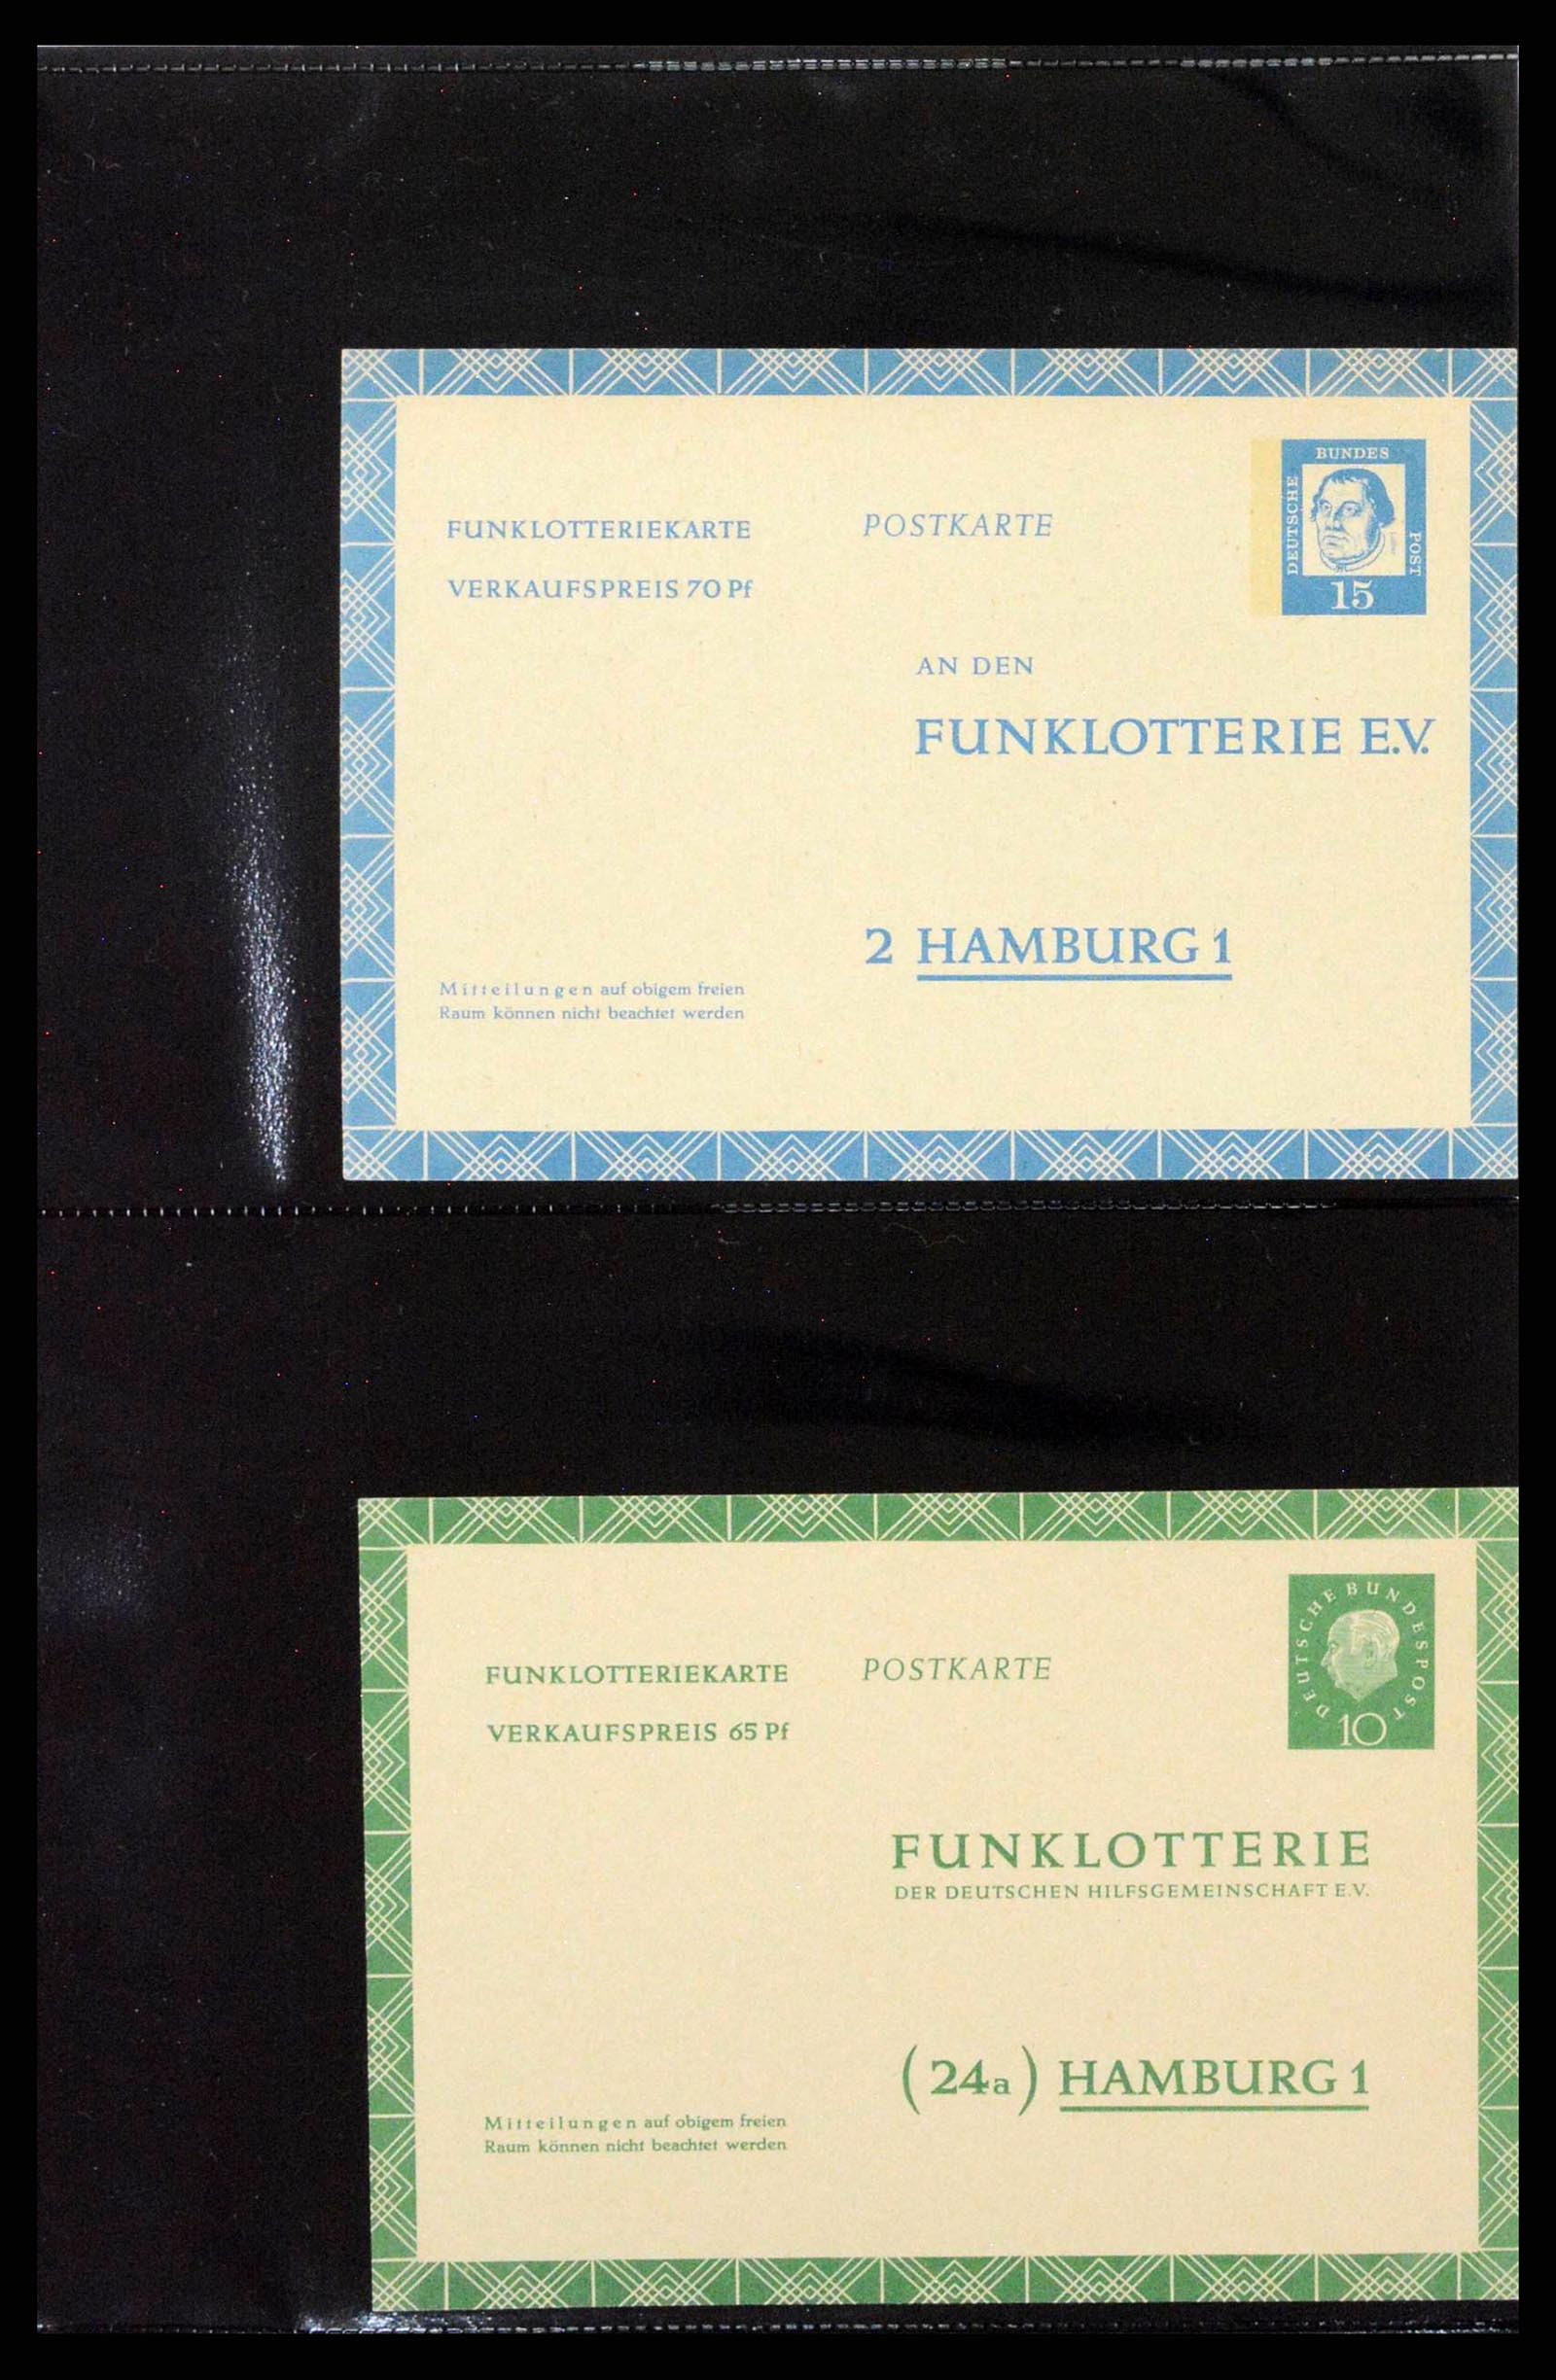 FUNKLOTTERIEKARTE
VERKAUFSPREIS 70 Pf
POSTKARTE
DEUTSCHE
BUNDES
POST
15
AN DEN
FUNKLOTTERIE E.V.
2 HAMBURG 1
Mitteilungen auf obigem freien
Raum können nicht beachtet werden
FUNKLOTTERIEKARTE
VERKAUFSPREIS 65 Pf
POSTKARTE
DEUTSCHE BUNDESPOST
10
FUNKLOTTERIE
DER DEUTSCHEN HILFSGEMEINSCHAFT E.V.
(24a) HAMBURG 1
Mitteilungen auf obigem freien
Raum können nicht beachtet werden